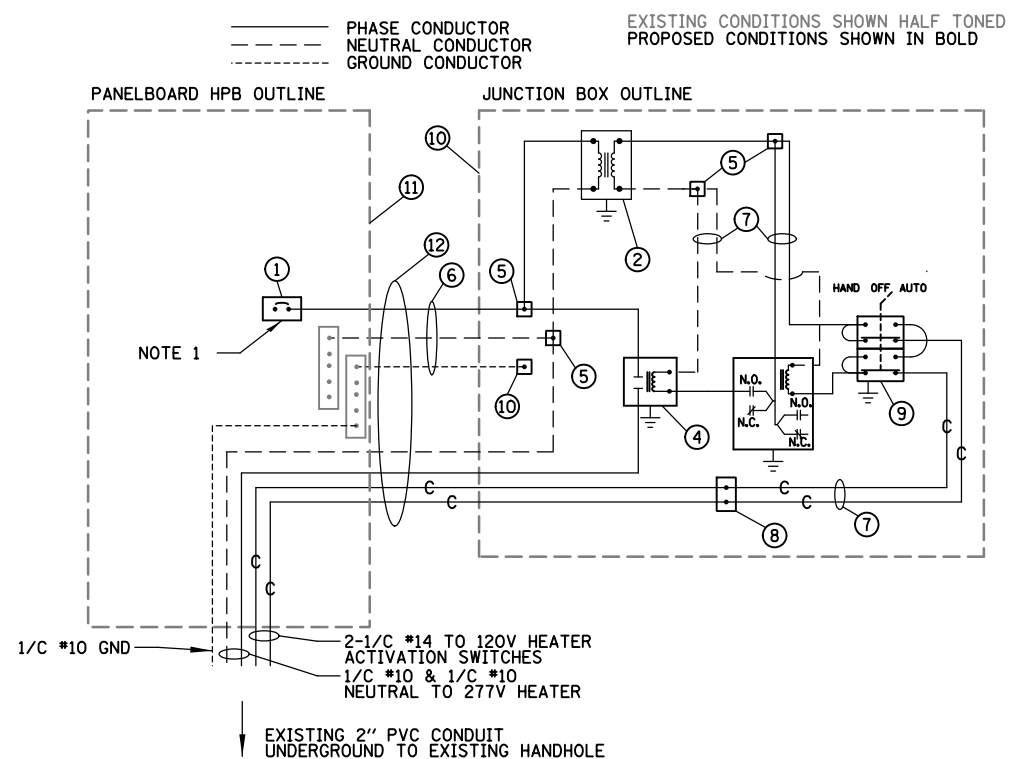 PHASE CONDUCTOR
NEUTRAL CONDUCTOR
GROUND CONDUCTOR
EXISTING CONDITIONS SHOWN HALF TONED
PROPOSED CONDITIONS SHOWN IN BOLD
PANELBOARD HPB OUTLINE
JUNCTION BOX OUTLINE
10
5
11
7
12
2
1
6
5
HAND OFF AUTO
NOTE 1
5
10
N.O.
N.C.
N.O.
N.C.
9
4
C
C
C
C
C
C
7
8
C
C
1/C #10 GND
2-1/C #14 TO 120V HEATER
ACTIVATION SWITCHES
1/C #10 & 1/C #10
NEUTRAL TO 277V HEATER
EXISTING 2" PVC CONDUIT
UNDERGROUND TO EXISTING HANDHOLE